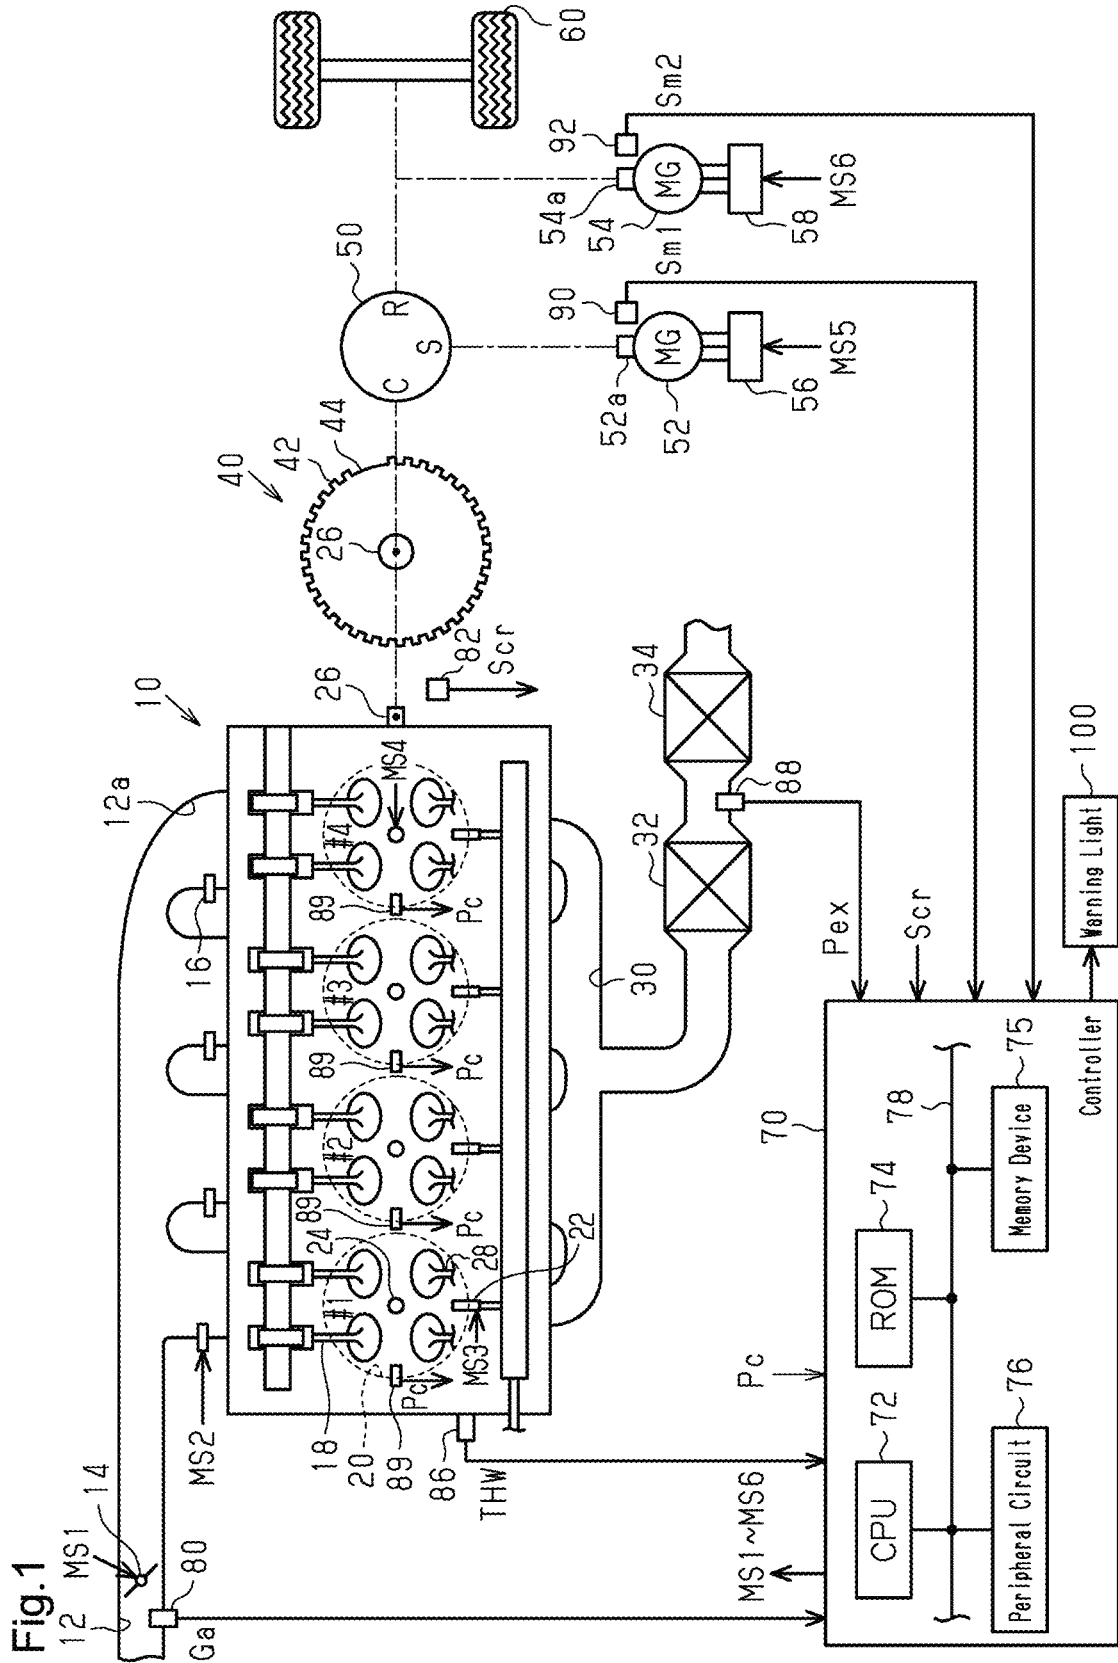 Fig.1
MS1
14
12
80
Ga
MS2
16
12a
10
18
20
89
Pc
#1
24
28
MS3
22
89
Pc
#2
89
Pc
#3
89
Pc
#4
MS4
26
82
Scr
86
THW
30
32
34
88
Pex
40
42
44
26
50
C
S
R
60
52a
52
MG
90
Sm1
56
MS5
54a
54
MG
92
Sm2
58
MS6
MS1~MS6
Pc
70
Scr
100
Warning Light
Controller
CPU
72
ROM
74
78
Peripheral Circuit
76
Memory Device
75